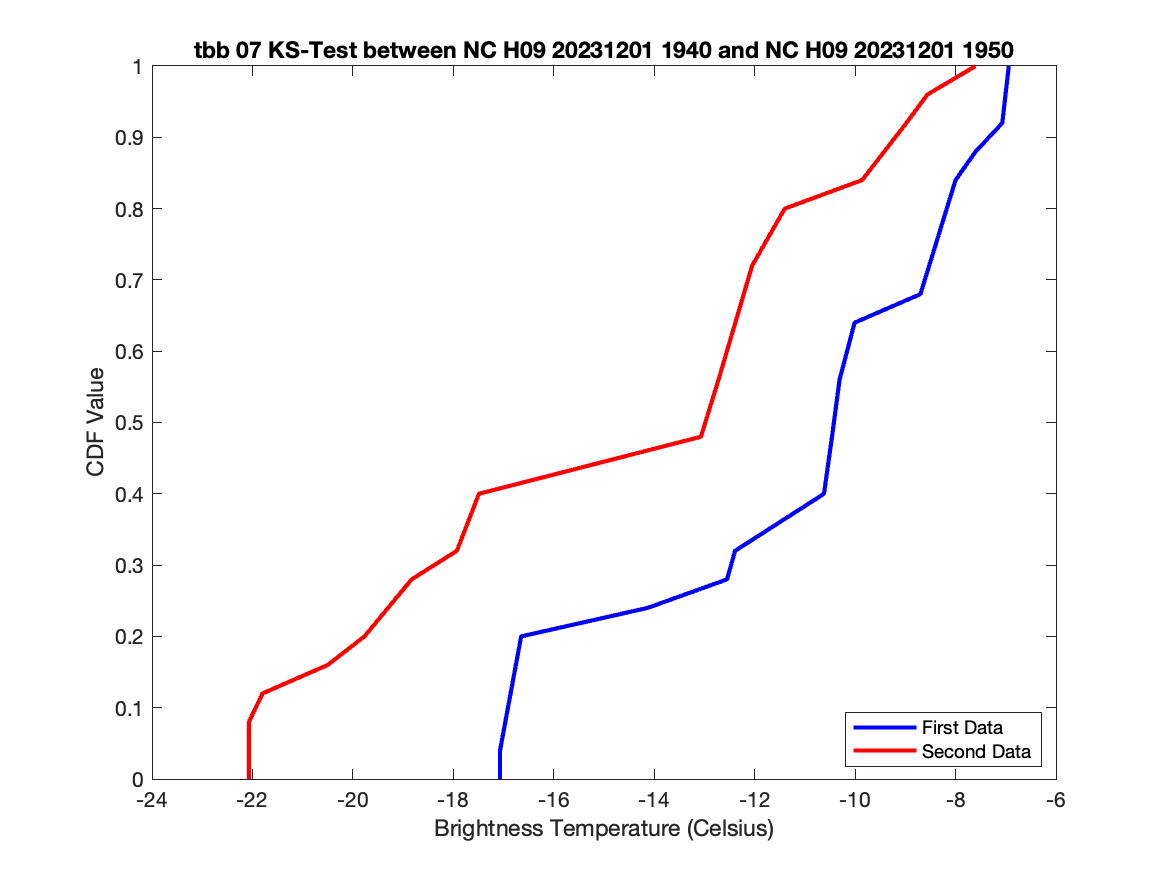 tbb 07 KS-Test between NC H09 20231201 1940 and NC H09 20231201 1950
1
0.9
0.8
0.7
0.6
0.5
0.4
0.3
0.2
0.1
0
CDF Value
First Data
Second Data
-24 -22 -20 -18 -16 -14 -12 -10 -8 -6
Brightness Temperature (Celsius)